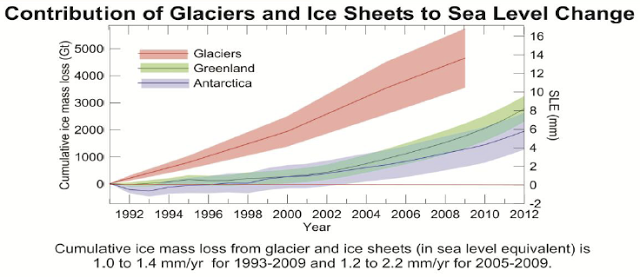 Contribution of Glaciers and Ice Sheets to Sea Level Change
Cumulative ice mass loss (Gt)
5000
4000
3000
2000
1000
0
Glaciers
Greenland
Antarctica
16
14
12
10
8
6
4
2
0
-2
SLE (mm)
1992 1994 1996 1998 2000 2002 2004 2006 2008 2010 2012
Year
Cumulative ice mass loss from glacier and ice sheets (in sea level equivalent) is
1.0 to 1.4 mm/yr for 1993-2009 and 1.2 to 2.2 mm/yr for 2005-2009.